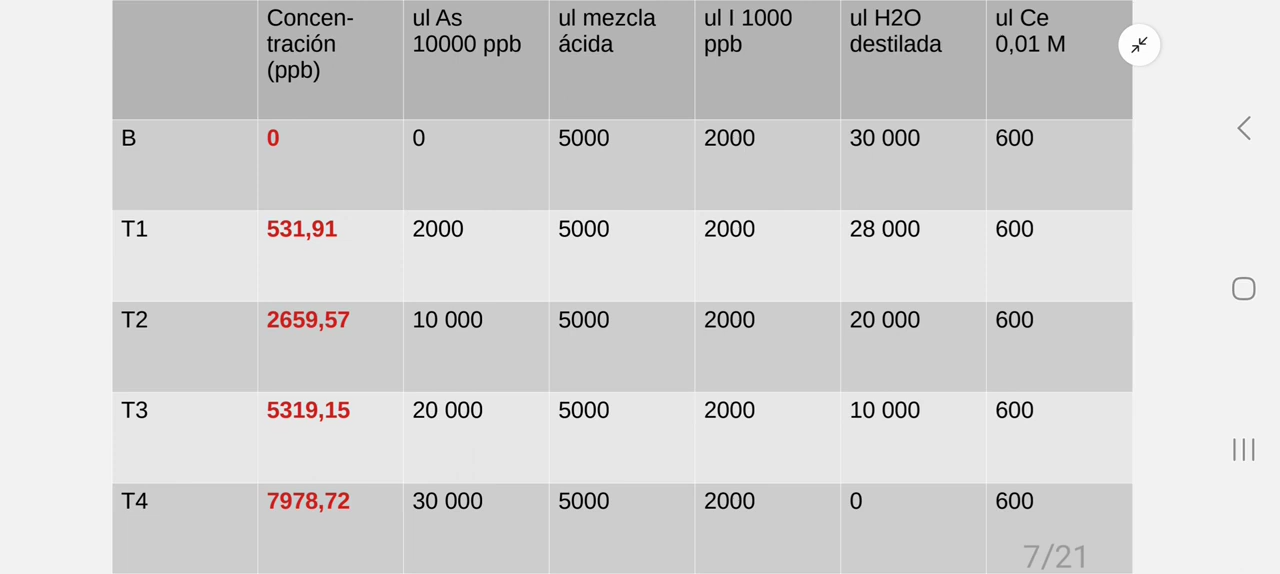 Concen-
tración
(ppb)
ul As
10000 ppb
ul mezcla
ácida
ul I 1000
ppb
ul H2O
destilada
ul Ce
0,01 M
B 0 0 5000 2000 30 000 600
T1 531,91 2000 5000 2000 28 000 600
T2 2659,57 10 000 5000 2000 20 000 600
T3 5319,15 20 000 5000 2000 10 000 600
T4 7978,72 30 000 5000 2000 0 600
7/21